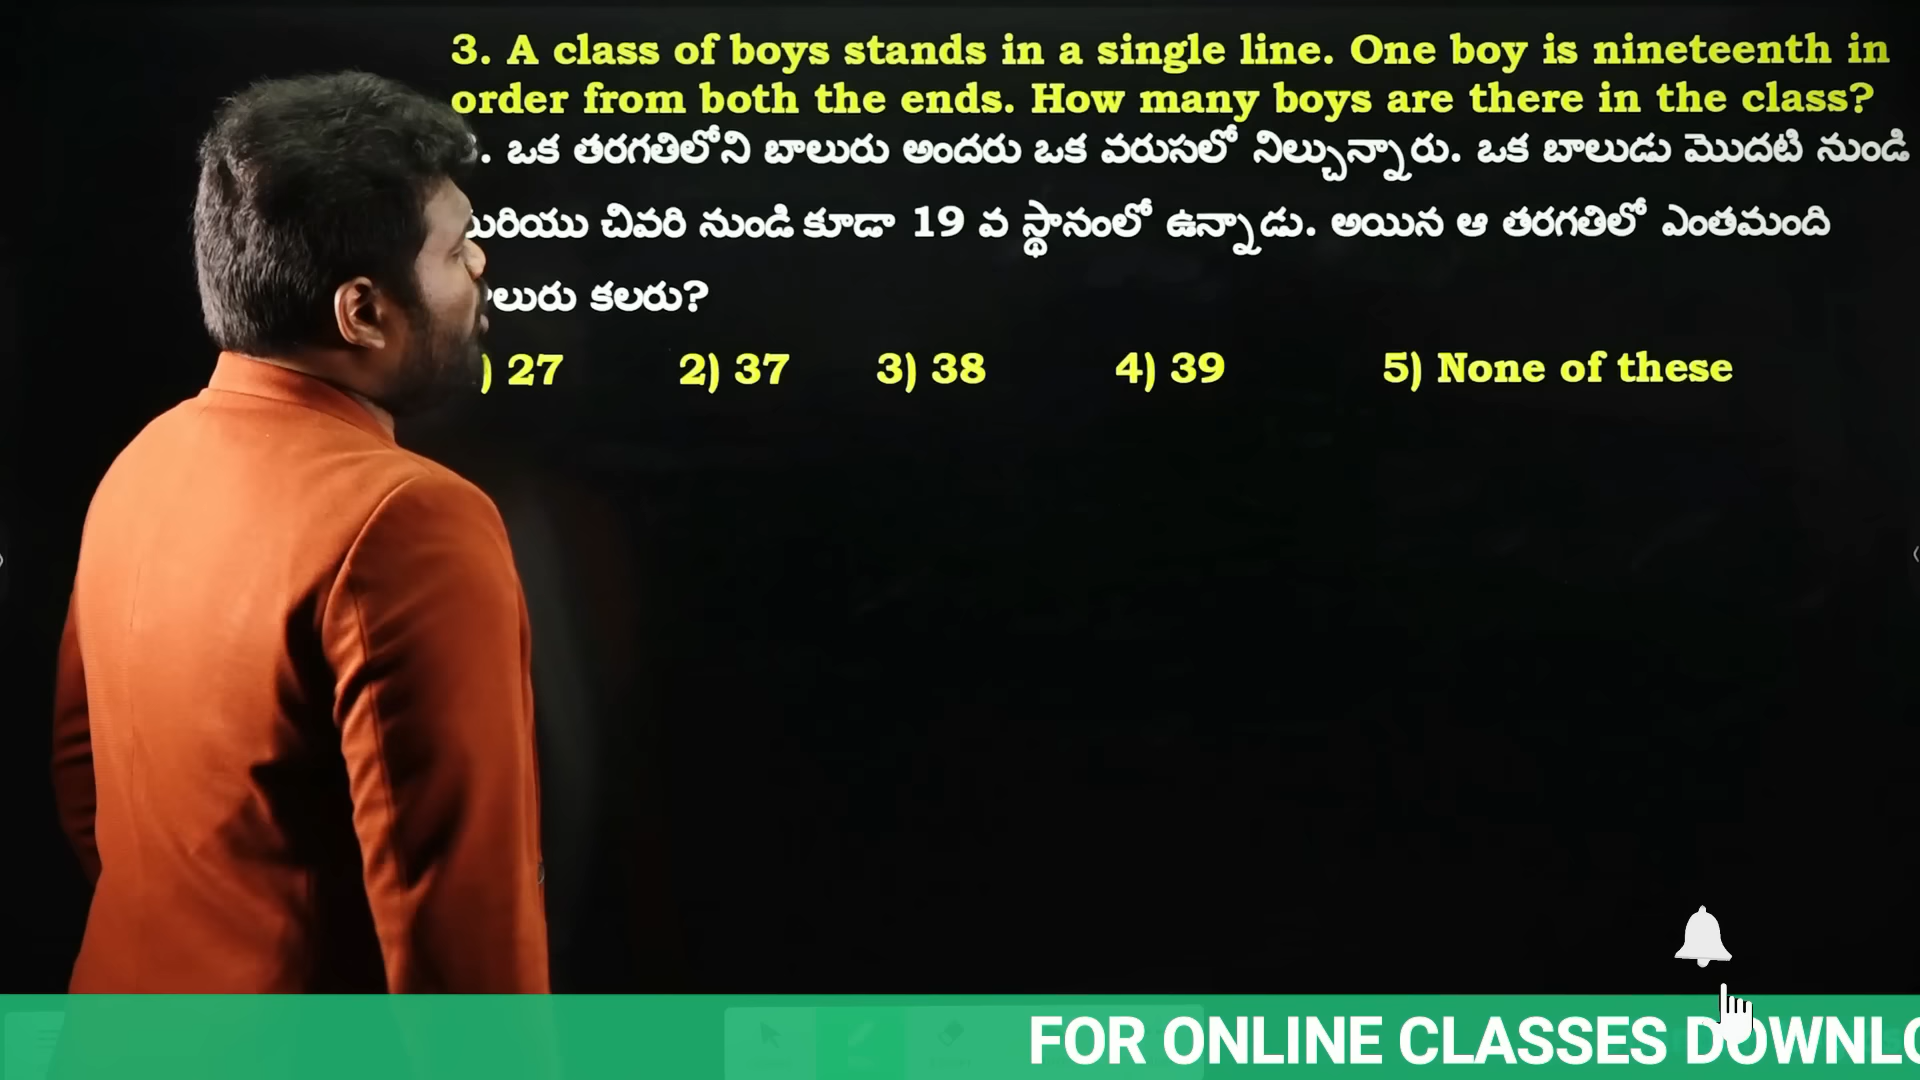 3. A class of boys stands in a single line. One boy is nineteenth in
order from both the ends. How many boys are there in the class?
. ఒక తరగతిలోని బాలురు అందరు ఒక వరుసలో నిల్చున్నారు. ఒక బాలుడు మొదటి నుండి
మరియు చివరి నుండి కూడా 19 వ స్థానంలో ఉన్నాడు. అయిన ఆ తరగతిలో ఎంతమంది
కలరు?
) 27 2) 37 3) 38 4) 39 5) None of these
FOR ONLINE CLASSES DOWNLO